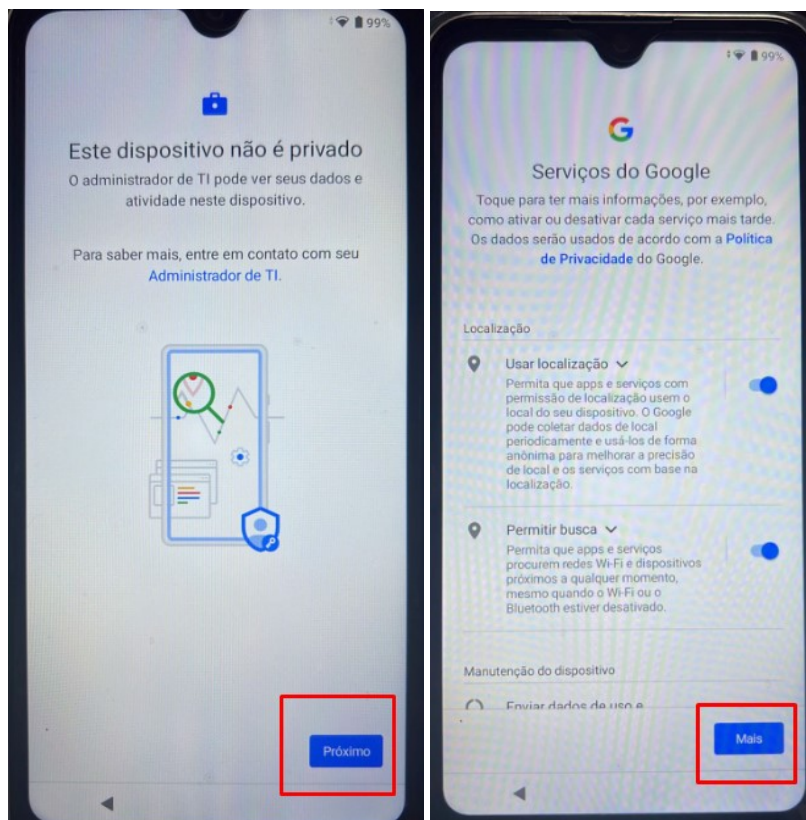 99%
Este dispositivo não é privado
O administrador de TI pode ver seus dados e
atividade neste dispositivo.
Para saber mais, entre em contato com seu
Administrador de TI.
Próximo
99%
Serviços do Google
Toque para ter mais informações, por exemplo,
como ativar ou desativar cada serviço mais tarde.
Os dados serão usados de acordo com a Política
de Privacidade do Google.
Localização
Usar localização
Permita que apps e serviços com
permissão de localização usem o
local do seu dispositivo. O Google
pode coletar dados de local
periodicamente e usá-los de forma
anônima para melhorar a precisão
de local e os serviços com base na
localização.
Permitir busca
Permita que apps e serviços
procurem redes Wi-Fi e dispositivos
próximos a qualquer momento,
mesmo quando o Wi-Fi ou o
Bluetooth estiver desativado.
Manutenção do dispositivo
Enviar dados de uso e
Mais